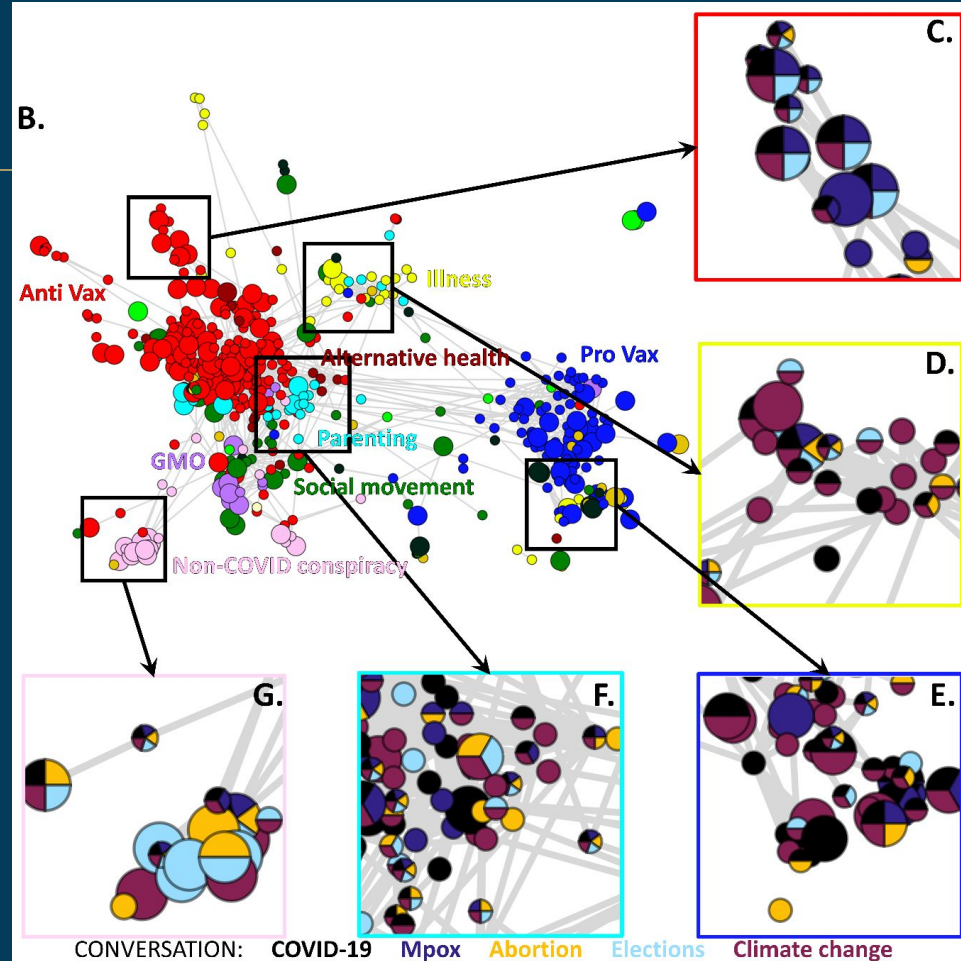 B.
C.
Anti Vax
Illness
Alternative health
Pro Vax
D.
Parenting
GMO
Social movement
Non-COVID conspiracy
G.
F.
E.
CONVERSATION: COVID-19 Mpox Abortion Elections Climate change